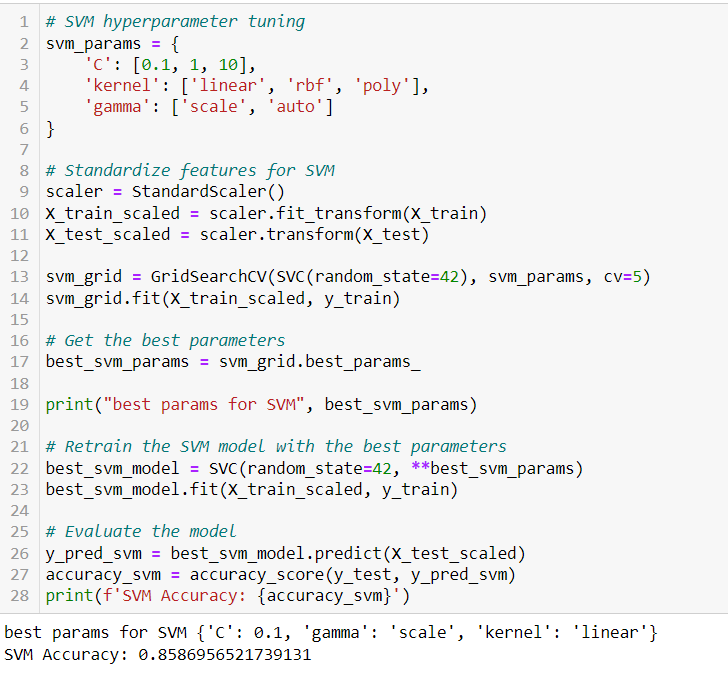 1 # SVM hyperparameter tuning
2 svm_params = {
3     'C': [0.1, 1, 10],
4     'kernel': ['linear', 'rbf', 'poly'],
5     'gamma': ['scale', 'auto']
6 }
7
8 # Standardize features for SVM
9 scaler = StandardScaler()
10 X_train_scaled = scaler.fit_transform(X_train)
11 X_test_scaled = scaler.transform(X_test)
12
13 svm_grid = GridSearchCV(SVC(random_state=42), svm_params, cv=5)
14 svm_grid.fit(X_train_scaled, y_train)
15
16 # Get the best parameters
17 best_svm_params = svm_grid.best_params_
18
19 print("best params for SVM", best_svm_params)
20
21 # Retrain the SVM model with the best parameters
22 best_svm_model = SVC(random_state=42, **best_svm_params)
23 best_svm_model.fit(X_train_scaled, y_train)
24
25 # Evaluate the model
26 y_pred_svm = best_svm_model.predict(X_test_scaled)
27 accuracy_svm = accuracy_score(y_test, y_pred_svm)
28 print(f'SVM Accuracy: {accuracy_svm}')
best params for SVM {'C': 0.1, 'gamma': 'scale', 'kernel': 'linear'}
SVM Accuracy: 0.8586956521739131